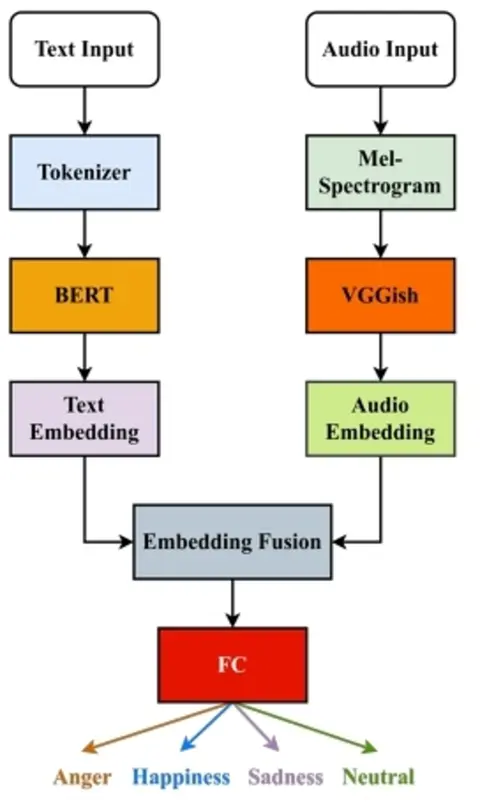 Text Input
Audio Input
Tokenizer
Mel-
Spectrogram
BERT
VGGish
Text
Embedding
Audio
Embedding
Embedding Fusion
FC
Anger Happiness Sadness Neutral